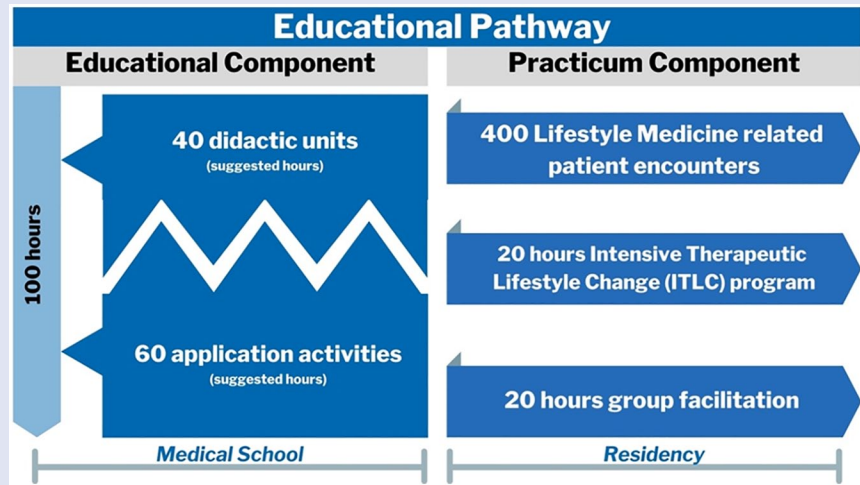 Educational Pathway
Educational Component
Practicum Component
100 hours
40 didactic units
(suggested hours)
60 application activities
(suggested hours)
400 Lifestyle Medicine related
patient encounters
20 hours Intensive Therapeutic
Lifestyle Change (ITLC) program
20 hours group facilitation
Medical School
Residency